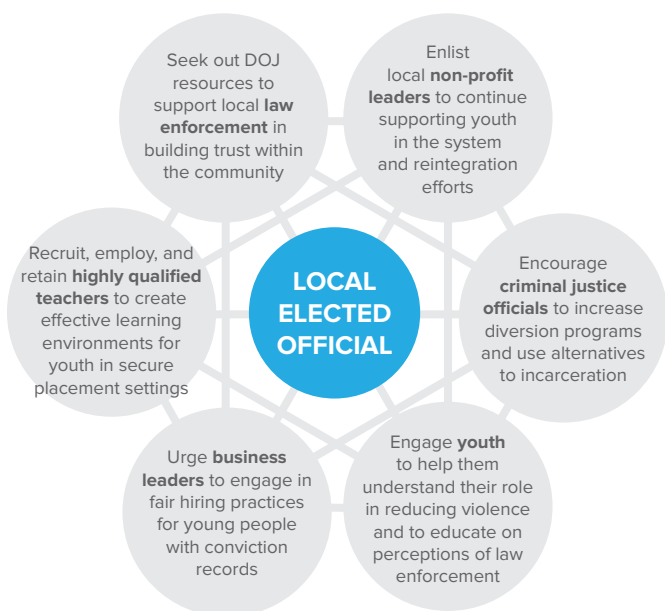 Seek out DOJ
resources to
support local law
enforcement in
building trust within
the community
Enlist
local non-profit
leaders to continue
supporting youth
in the system
and reintegration
efforts
Recruit, employ, and
retain highly qualified
teachers to create
effective learning
environments for
youth in secure
placement settings
LOCAL
ELECTED
OFFICIAL
Encourage
criminal justice
officials to increase
diversion programs
and use alternatives
to incarceration
Urge business
leaders to engage in
fair hiring practices
for young people
with conviction
records
Engage youth
to help them
understand their role
in reducing violence
and to educate on
perceptions of law
enforcement